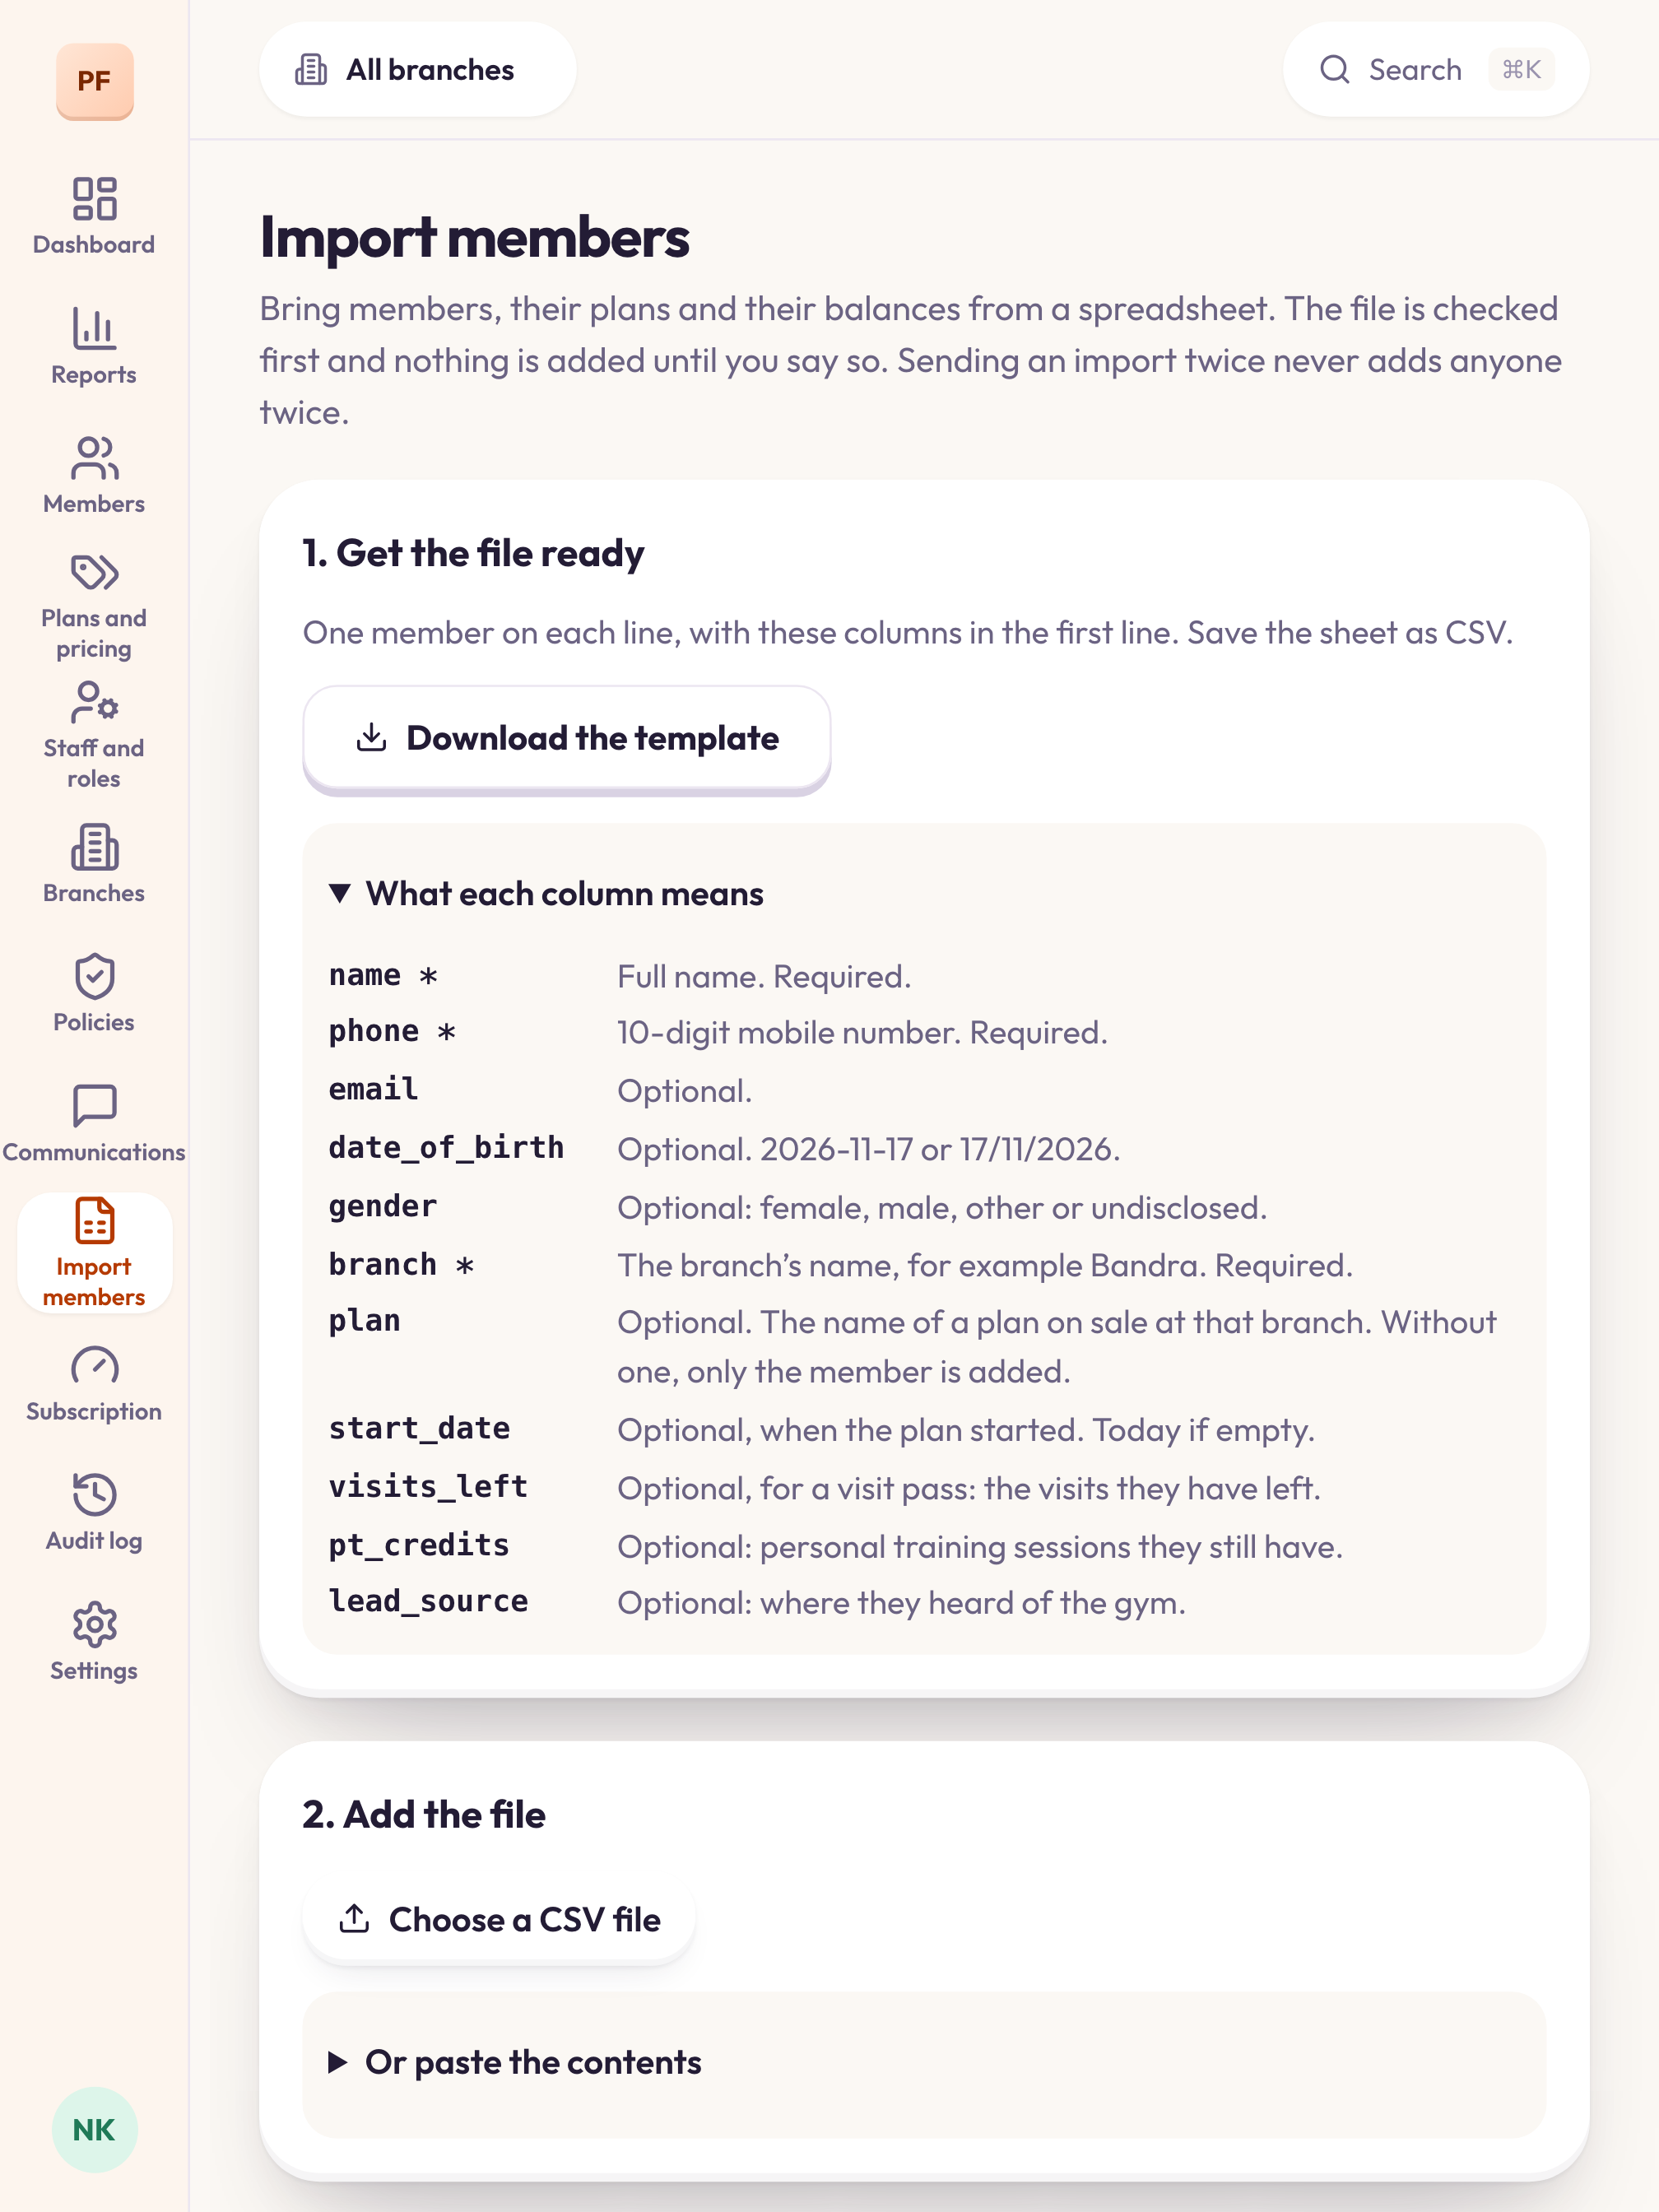 PF
All branches
Search ⌘K
Dashboard
Reports
Members
Plans and
pricing
Staff and
roles
Branches
Policies
Communications
Import
members
Subscription
Audit log
Settings
NK
Import members
Bring members, their plans and their balances from a spreadsheet. The file is checked
first and nothing is added until you say so. Sending an import twice never adds anyone
twice.
1. Get the file ready
One member on each line, with these columns in the first line. Save the sheet as CSV.
Download the template
What each column means
name * Full name. Required.
phone * 10-digit mobile number. Required.
email Optional.
date_of_birth Optional. 2026-11-17 or 17/11/2026.
gender Optional: female, male, other or undisclosed.
branch * The branch’s name, for example Bandra. Required.
plan Optional. The name of a plan on sale at that branch. Without
one, only the member is added.
start_date Optional, when the plan started. Today if empty.
visits_left Optional, for a visit pass: the visits they have left.
pt_credits Optional: personal training sessions they still have.
lead_source Optional: where they heard of the gym.
2. Add the file
Choose a CSV file
Or paste the contents